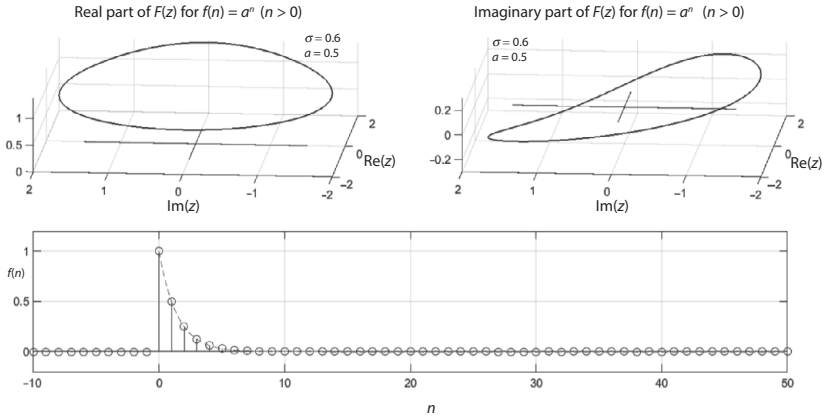 Real part of F(z) for f(n) = aⁿ (n > 0)
σ = 0.6
a = 0.5
1
0.5
0
2
1
0
−1
−2
−2
0
2
Re(z)
Im(z)
Imaginary part of F(z) for f(n) = aⁿ (n > 0)
σ = 0.6
a = 0.5
0.2
0
−0.2
2
1
0
−1
−2
−2
0
2
Re(z)
Im(z)
1
f(n)
0.5
0
−10
0
10
20
30
40
50
n